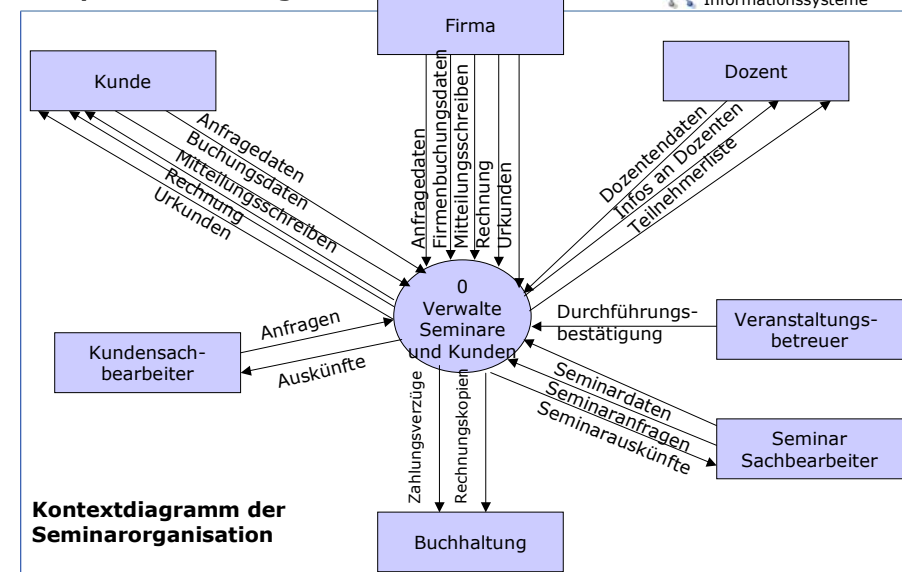 Informationssysteme
Firma
Kunde
Dozent
Anfragedaten
Buchungsdaten
Mitteilungsschreiben
Rechnung
Urkunden
Anfragedaten
Firmenbuchungsdaten
Mitteilungsschreiben
Rechnung
Urkunden
Dozentendaten
Infos an Dozenten
Teilnehmerliste
0
Verwalte
Seminare
und Kunden
Durchführungs-
bestätigung
Veranstaltungs-
betreuer
Kundensach-
bearbeiter
Anfragen
Auskünfte
Seminardaten
Seminaranfragen
Seminarauskünfte
Seminar
Sachbearbeiter
Zahlungsverzüge
Rechnungskopien
Kontextdiagramm der
Seminarorganisation
Buchhaltung